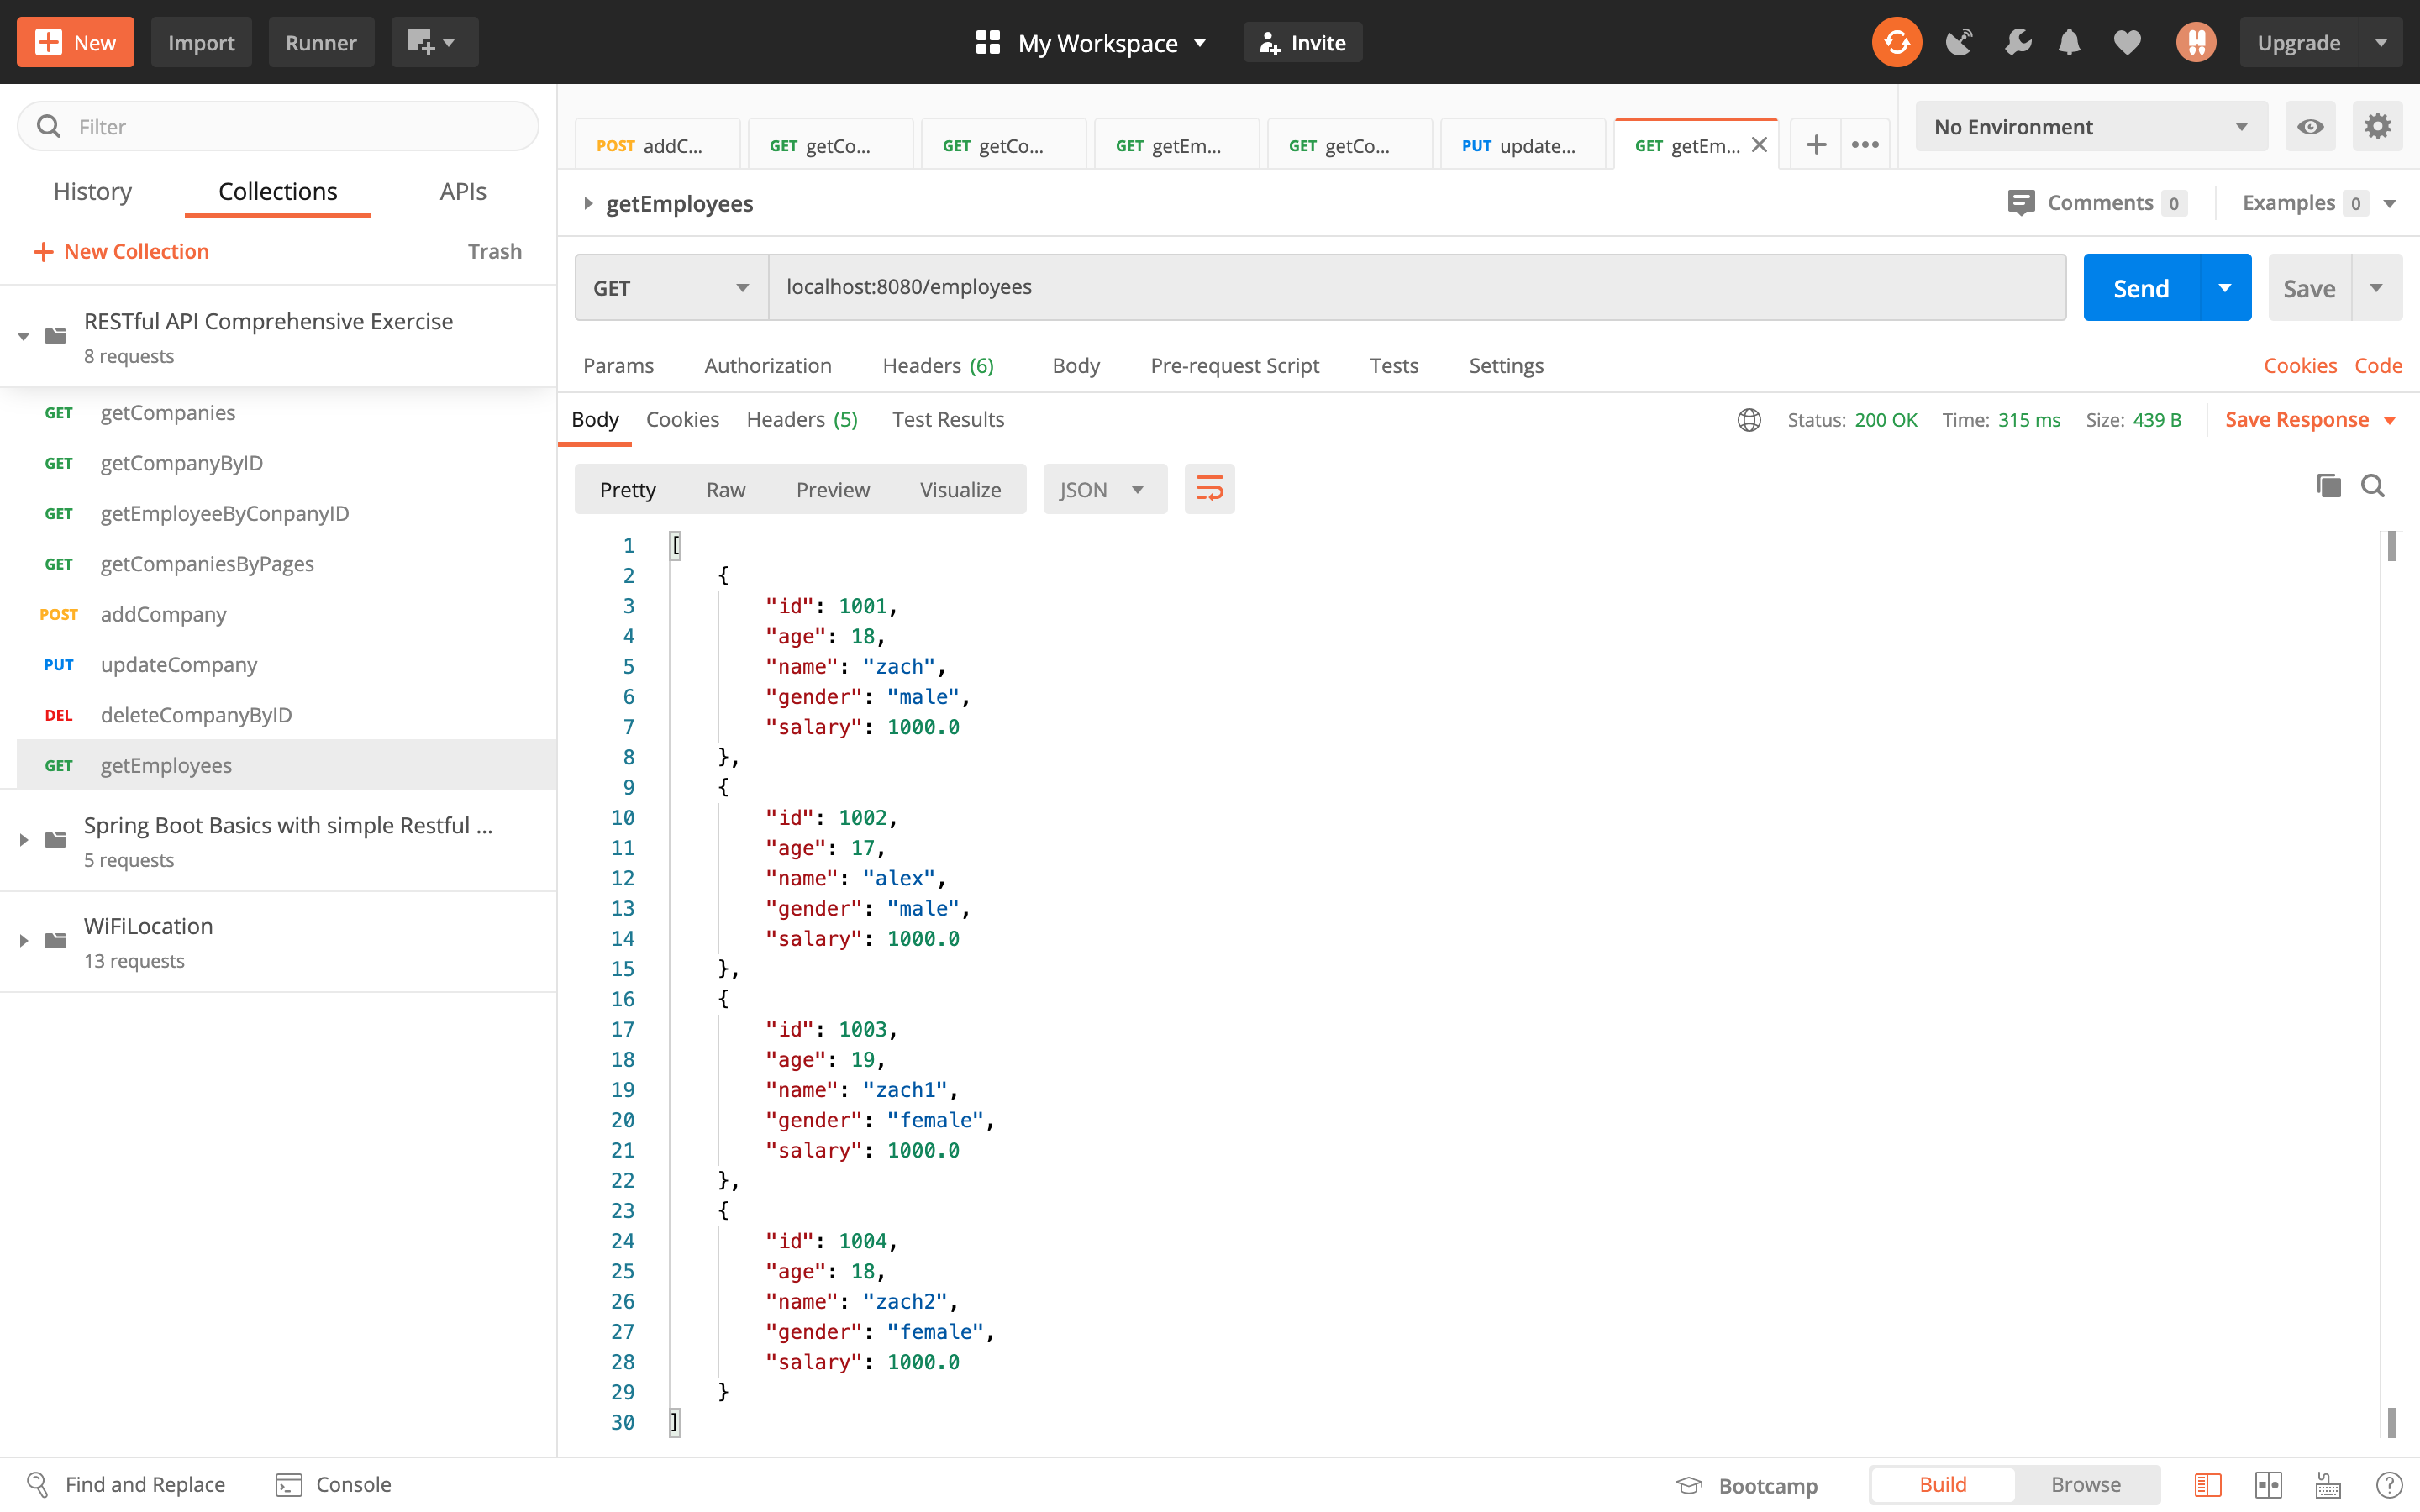 New Import Runner My Workspace Invite Upgrade
Filter
History Collections APIs
New Collection Trash
RESTful API Comprehensive Exercise
8 requests
GET getCompanies
GET getCompanyByID
GET getEmployeeByConpanyID
GET getCompaniesByPages
POST addCompany
PUT updateCompany
DEL deleteCompanyByID
GET getEmployees
Spring Boot Basics with simple Restful ...
5 requests
WiFiLocation
13 requests
POST addC... GET getCo... GET getCo... GET getEm... GET getCo... PUT update... GET getEm... No Environment
getEmployees Comments 0 Examples 0
GET localhost:8080/employees Send Save
Params Authorization Headers (6) Body Pre-request Script Tests Settings Cookies Code
Body Cookies Headers (5) Test Results Status: 200 OK Time: 315 ms Size: 439 B Save Response
Pretty Raw Preview Visualize JSON
1 [
2 {
3 "id": 1001,
4 "age": 18,
5 "name": "zach",
6 "gender": "male",
7 "salary": 1000.0
8 },
9 {
10 "id": 1002,
11 "age": 17,
12 "name": "alex",
13 "gender": "male",
14 "salary": 1000.0
15 },
16 {
17 "id": 1003,
18 "age": 19,
19 "name": "zach1",
20 "gender": "female",
21 "salary": 1000.0
22 },
23 {
24 "id": 1004,
25 "age": 18,
26 "name": "zach2",
27 "gender": "female",
28 "salary": 1000.0
29 }
30 ]
Find and Replace Console Bootcamp Build Browse